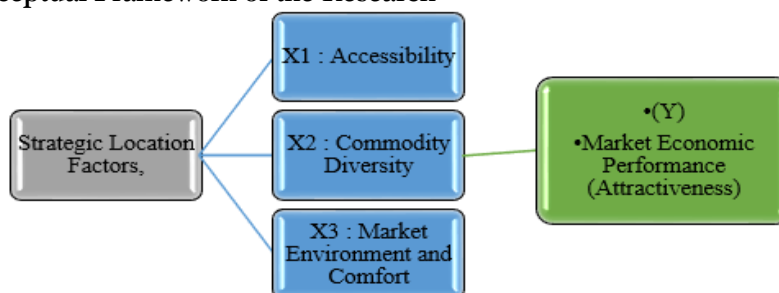 ceptual Framework of the Research
X1 : Accessibility
Strategic Location
Factors,
X2 : Commodity
Diversity
X3 : Market
Environment and
Comfort
•(Y)
•Market Economic
Performance
(Attractiveness)